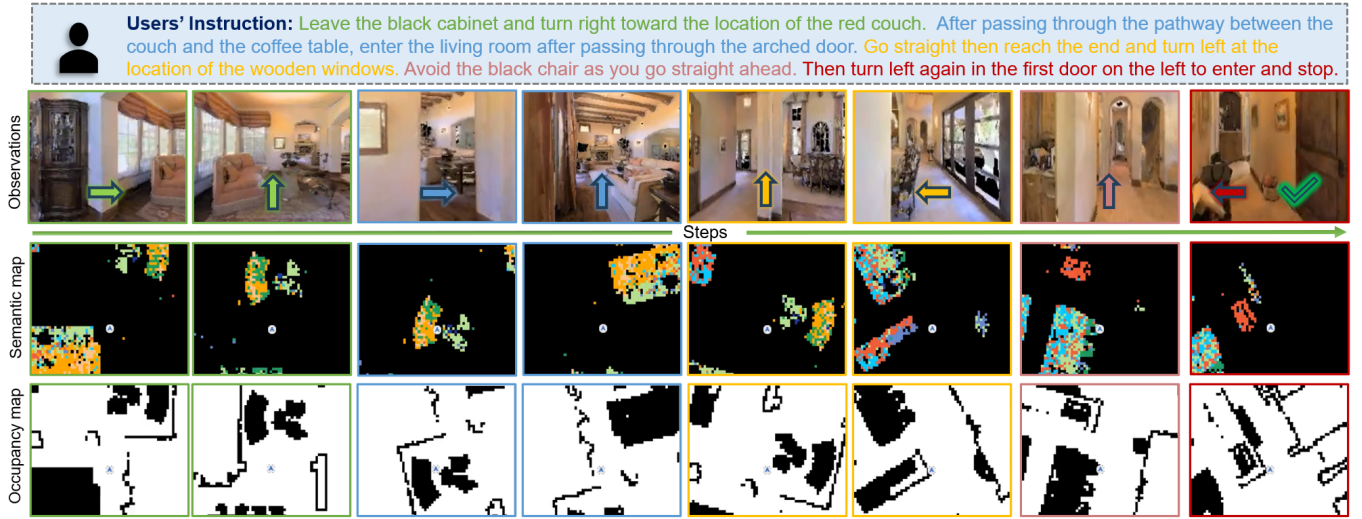 Users' Instruction: Leave the black cabinet and turn right toward the location of the red couch. After passing through the pathway between the
couch and the coffee table, enter the living room after passing through the arched door. Go straight then reach the end and turn left at the
location of the wooden windows. Avoid the black chair as you go straight ahead. Then turn left again in the first door on the left to enter and stop.
Observations
Steps
Semantic map
A
A
A
A
A
A
A
A
Occupancy map
A
A
A
A
A
A
A
A